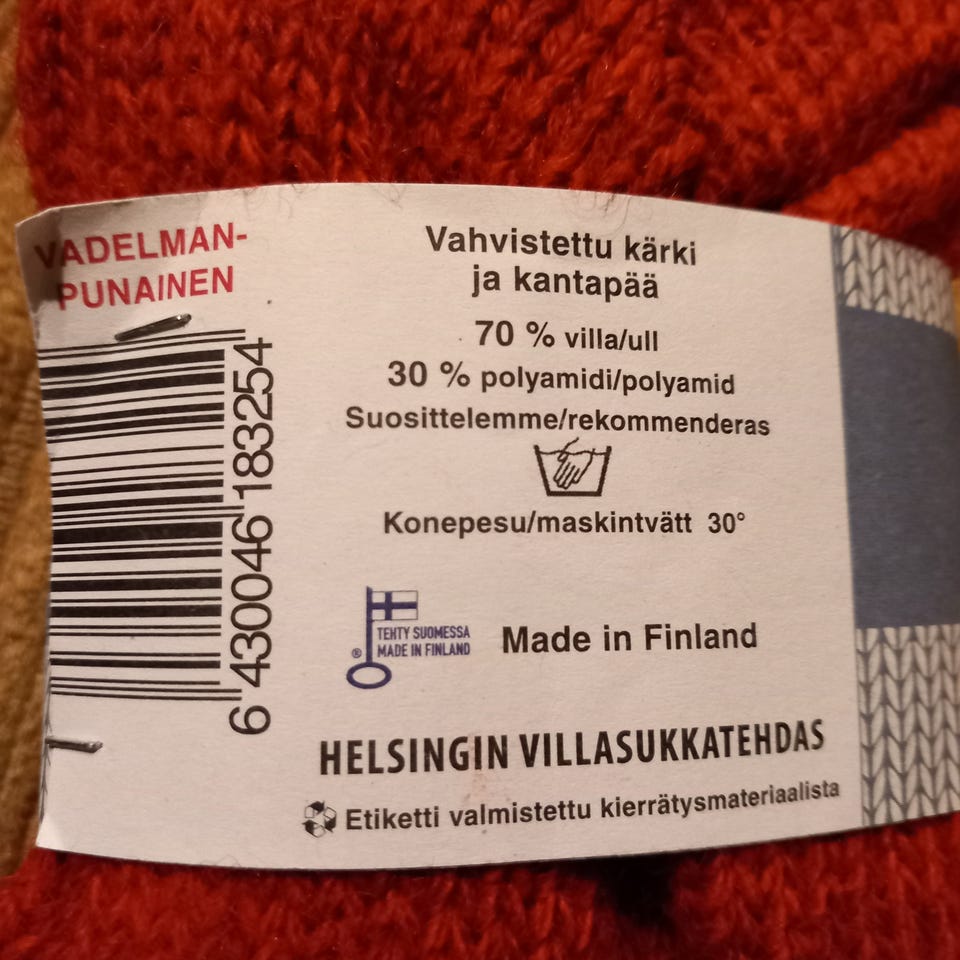 VADELMAN-
PUNAINEN
6 430046 183254
Vahvistettu kärki
ja kantapää
70 % villa/ull
30 % polyamidi/polyamid
Suosittelemme/rekommenderas
Konepesu/maskintvätt 30°
TEHTY SUOMESSA
® MADE IN FINLAND
Made in Finland
HELSINGIN VILLASUKKATEHDAS
Etiketti valmistettu kierrätysmateriaalista